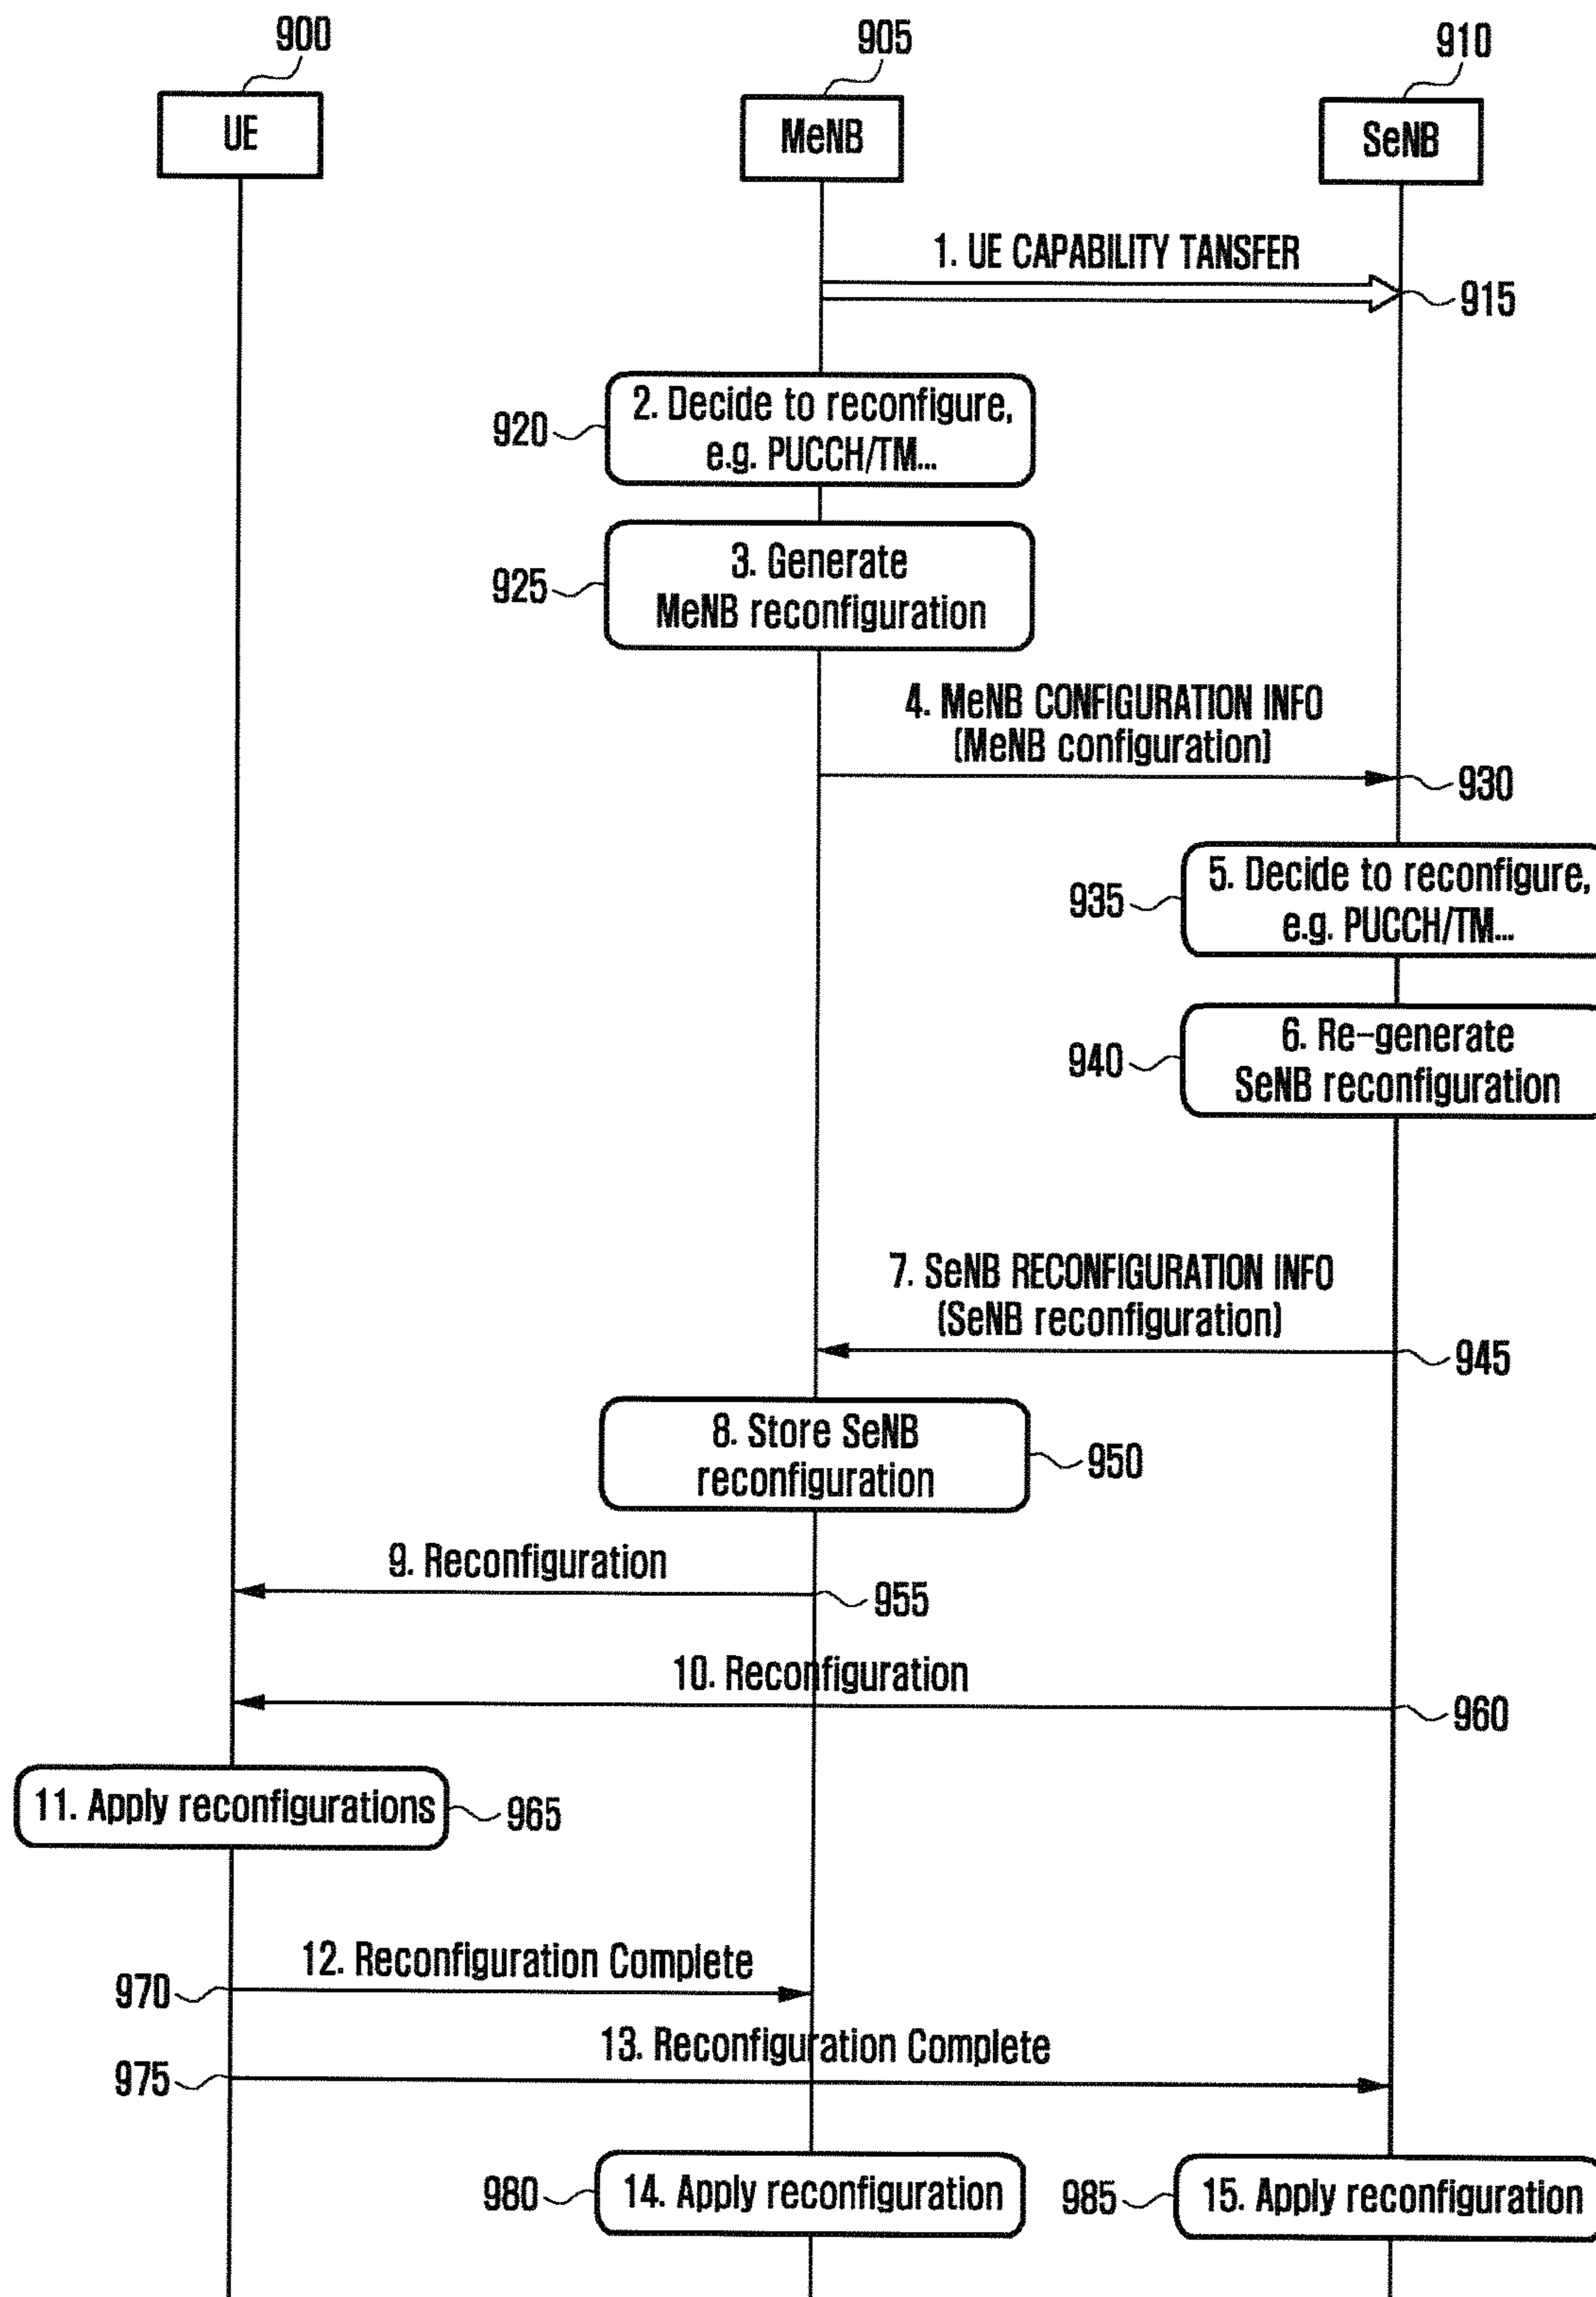 900
905
910
UE
MeNB
SeNB
1. UE CAPABILITY TANSFER
915
2. Decide to reconfigure,
e.g. PUCCH/TM...
920
3. Generate
MeNB reconfiguration
925
4. MeNB CONFIGURATION INFO
(MeNB configuration)
930
5. Decide to reconfigure,
e.g. PUCCH/TM...
935
6. Re-generate
SeNB reconfiguration
940
7. SeNB RECONFIGURATION INFO
(SeNB reconfiguration)
945
8. Store SeNB
reconfiguration
950
9. Reconfiguration
955
10. Reconfiguration
960
11. Apply reconfigurations
965
12. Reconfiguration Complete
970
13. Reconfiguration Complete
975
980
14. Apply reconfiguration
985
15. Apply reconfiguration